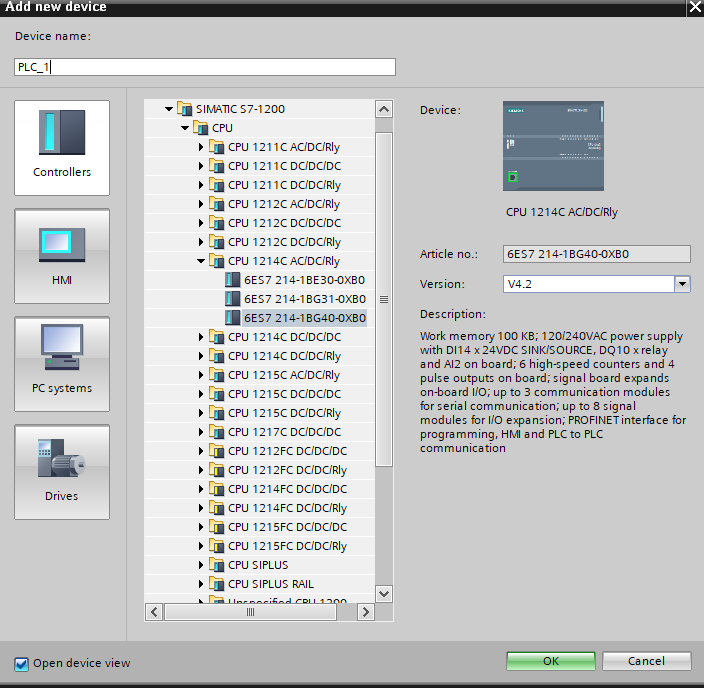 Add new device
Device name:
PLC_1
Controllers
HMI
PC systems
Drives
SIMATIC S7-1200
CPU
CPU 1211C AC/DC/Rly
CPU 1211C DC/DC/DC
CPU 1211C DC/DC/Rly
CPU 1212C AC/DC/Rly
CPU 1212C DC/DC/DC
CPU 1212C DC/DC/Rly
CPU 1214C AC/DC/Rly
6ES7 214-1BE30-0XB0
6ES7 214-1BG31-0XB0
6ES7 214-1BG40-0XB0
CPU 1214C DC/DC/DC
CPU 1214C DC/DC/Rly
CPU 1215C AC/DC/Rly
CPU 1215C DC/DC/DC
CPU 1215C DC/DC/Rly
CPU 1217C DC/DC/DC
CPU 1212FC DC/DC/DC
CPU 1212FC DC/DC/Rly
CPU 1214FC DC/DC/DC
CPU 1214FC DC/DC/Rly
CPU 1215FC DC/DC/DC
CPU 1215FC DC/DC/Rly
CPU SIPLUS
CPU SIPLUS RAIL
Unspecified CPU 1200
Device:
SIEMENS
CPU 1214C AC/DC/Rly
Article no.:
6ES7 214-1BG40-0XB0
Version:
V4.2
Description:
Work memory 100 KB; 120/240VAC power supply
with DI14 x 24VDC SINK/SOURCE, DQ10 x relay
and AI2 on board; 6 high-speed counters and 4
pulse outputs on board; signal board expands
on-board I/O; up to 3 communication modules
for serial communication; up to 8 signal
modules for I/O expansion; PROFINET interface for
programming, HMI and PLC to PLC
communication
Open device view
OK
Cancel